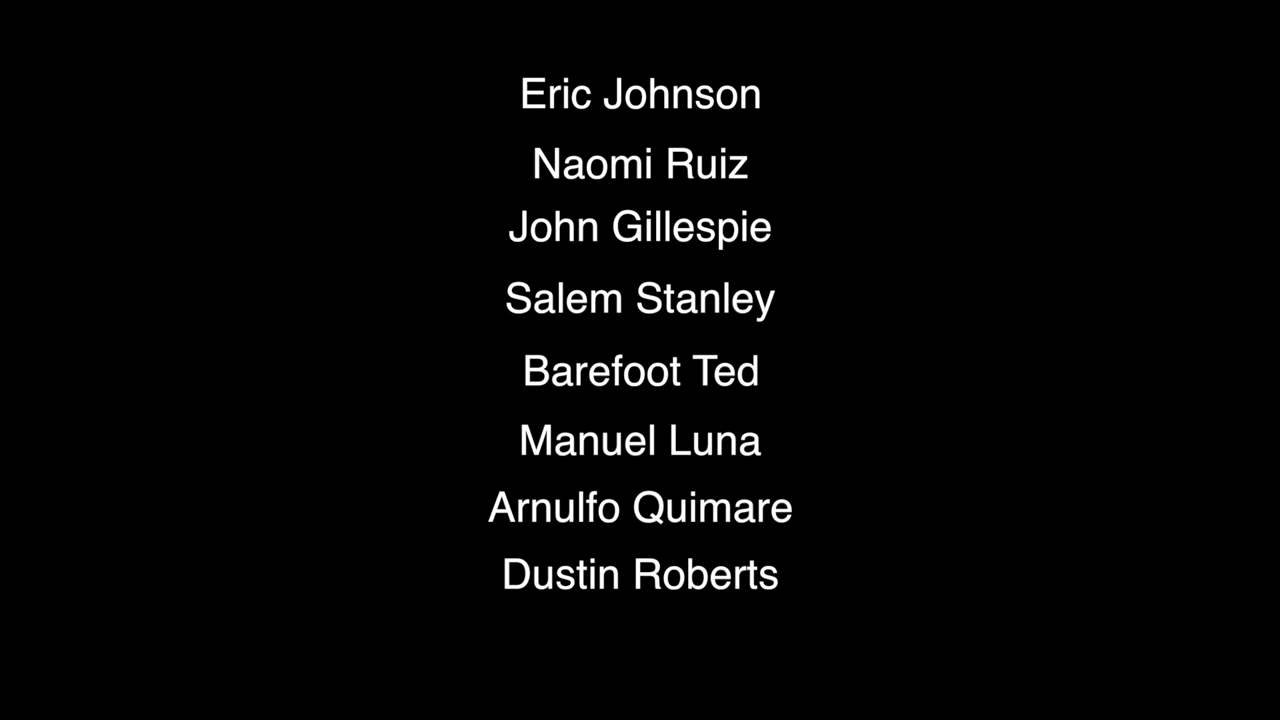 Eric Johnson
Naomi Ruiz
John Gillespie
Salem Stanley
Barefoot Ted
Manuel Luna
Arnulfo Quimare
Dustin Roberts